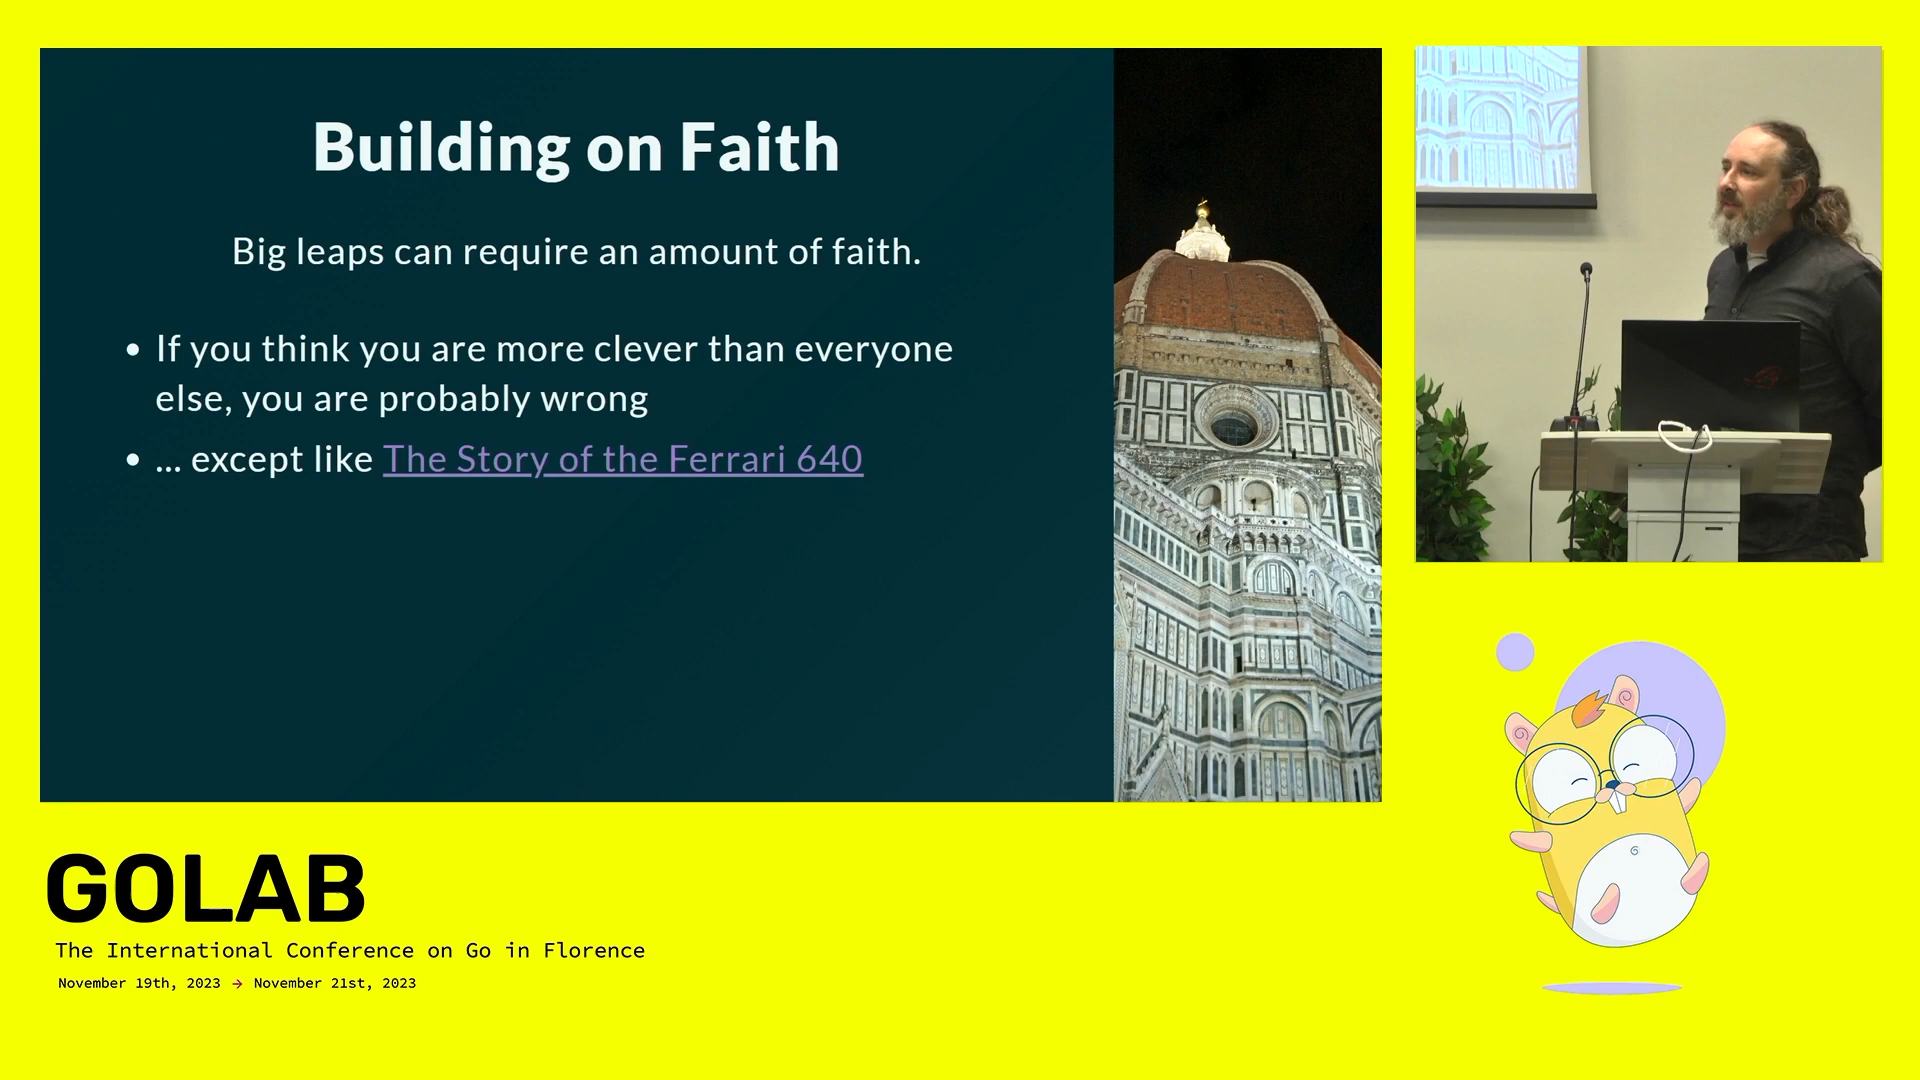 Building on Faith
Big leaps can require an amount of faith.
• If you think you are more clever than everyone
else, you are probably wrong
• ... except like The Story of the Ferrari 640
GOLAB
The International Conference on Go in Florence
November 19th, 2023 → November 21st, 2023